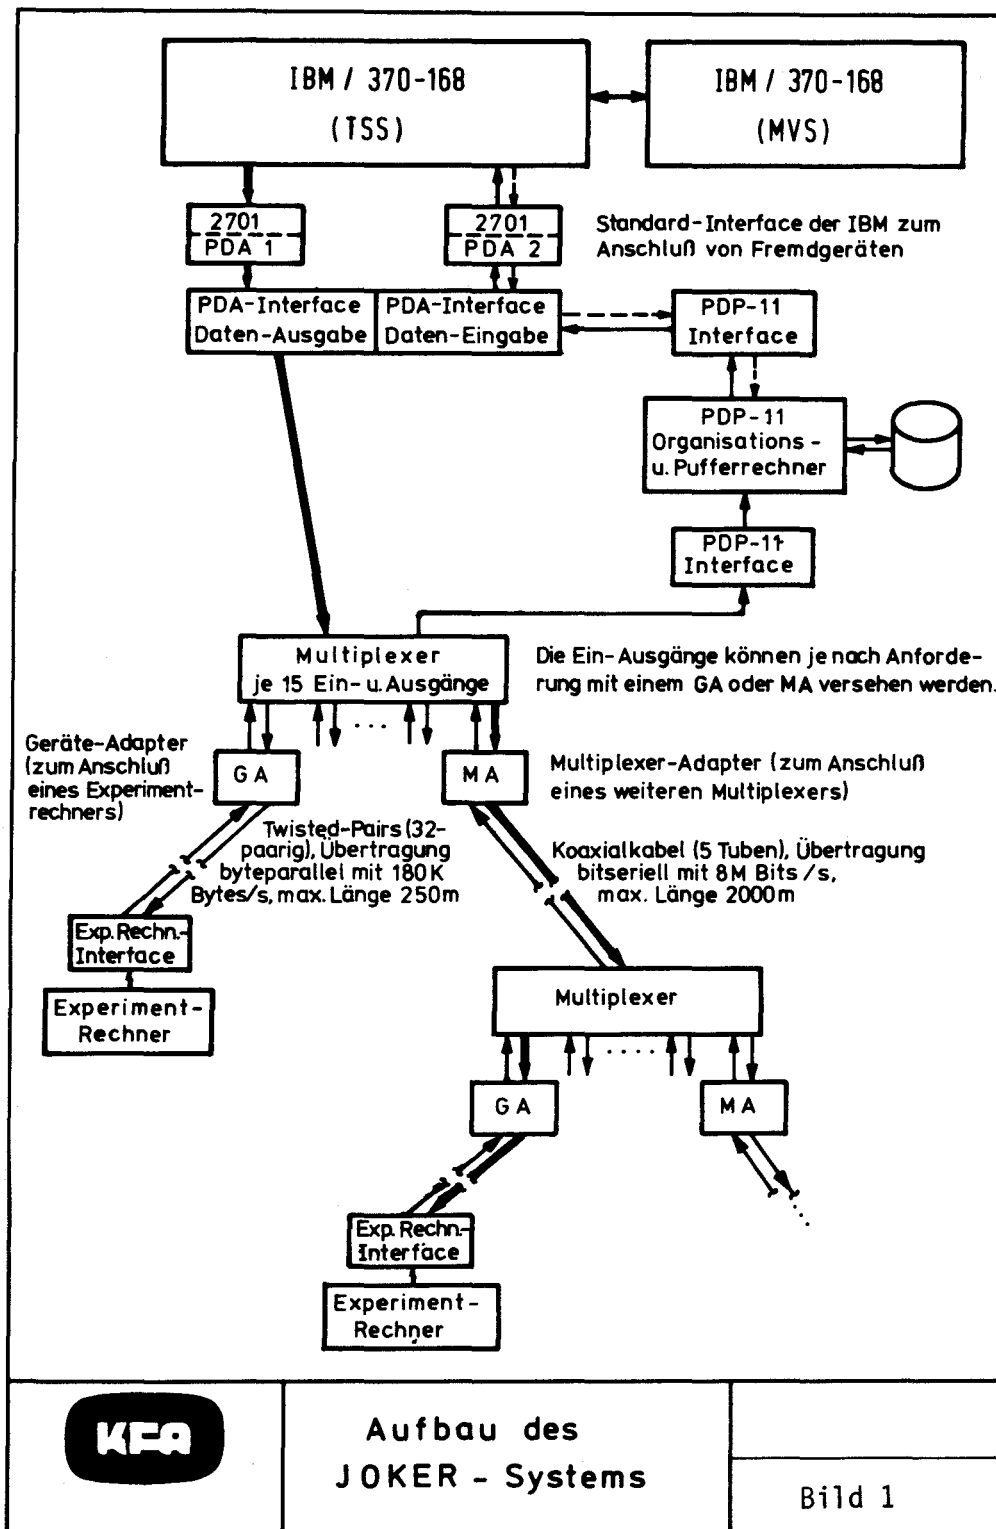 IBM / 370-168
(TSS)
IBM / 370-168
(MVS)
2701
PDA 1
2701
PDA 2
Standard-Interface der IBM zum
Anschluß von Fremdgeräten
PDA-Interface
Daten-Ausgabe
PDA-Interface
Daten-Eingabe
PDP-11
Interface
PDP-11
Organisations-
u. Pufferrechner
PDP-11
Interface
Multiplexer
je 15 Ein- u. Ausgänge
Die Ein-Ausgänge können je nach Anforde-
rung mit einem GA oder MA versehen werden.
....
Geräte-Adapter
(zum Anschluß
eines Experiment-
rechners)
GA
MA
Multiplexer-Adapter (zum Anschluß
eines weiteren Multiplexers)
Twisted-Pairs (32-
paarig), Übertragung
byteparallel mit 180K
Bytes/s, max. Länge 250m
Koaxialkabel (5 Tuben), Übertragung
bitseriell mit 8M Bits/s,
max. Länge 2000m
Exp. Rechn.-
Interface
Experiment-
Rechner
Multiplexer
.....
GA
MA
Exp. Rechn.-
Interface
Experiment-
Rechner
KFA
Aufbau des
JOKER - Systems
Bild 1